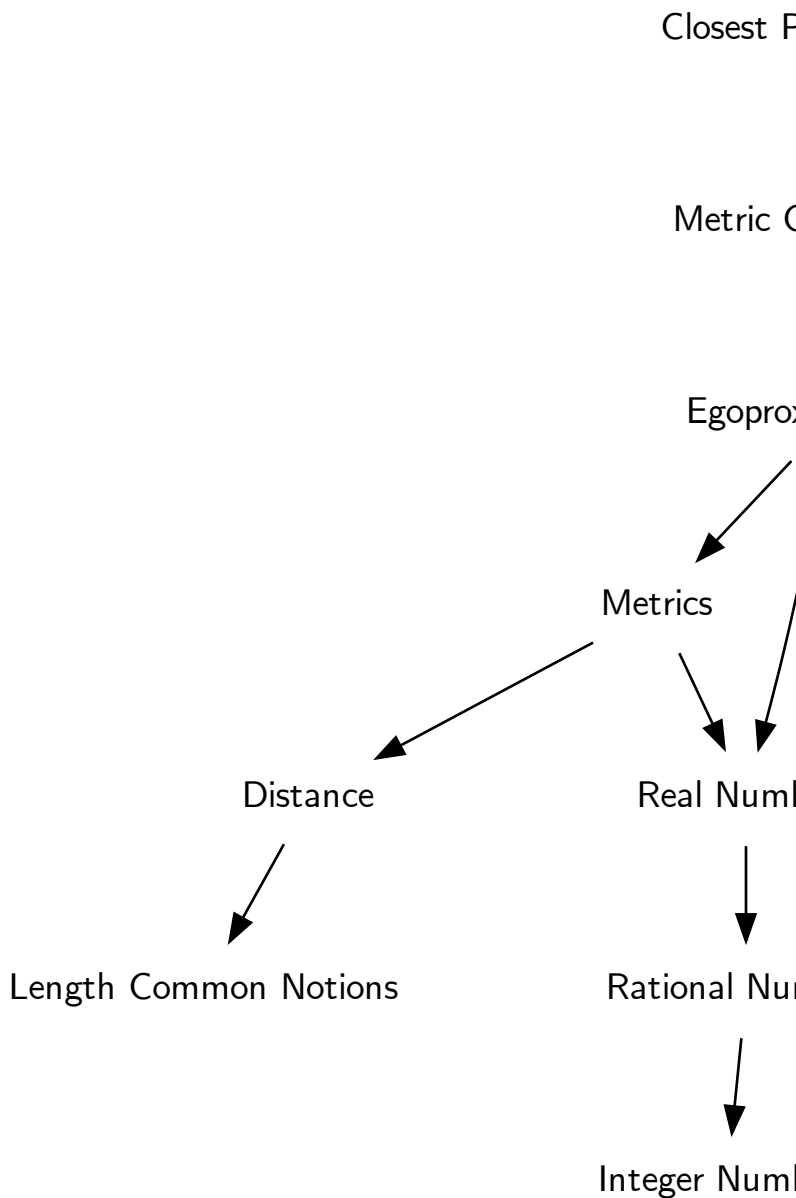 Closest
Metric
Metrics
Distance
Real
Length Common Notions
Rational
Integer